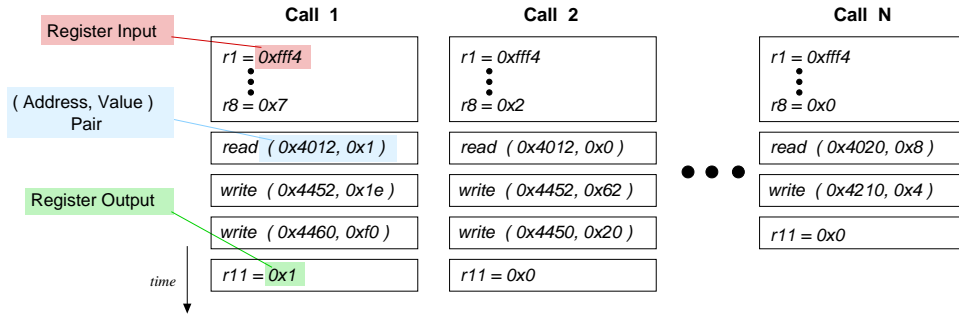 Call 1
Call 2
Call N
Register Input
r1 = 0xfff4
r8 = 0x7
r1 = 0xfff4
r8 = 0x2
r1 = 0xfff4
r8 = 0x0
( Address, Value )
Pair
read ( 0x4012, 0x1 )
read ( 0x4012, 0x0 )
read ( 0x4020, 0x8 )
write ( 0x4452, 0x1e )
write ( 0x4452, 0x62 )
write ( 0x4210, 0x4 )
Register Output
write ( 0x4460, 0xf0 )
write ( 0x4450, 0x20 )
r11 = 0x0
time
r11 = 0x1
r11 = 0x0